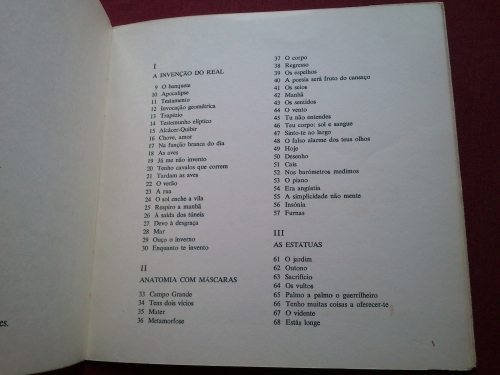 I
A INVENÇÃO DO REAL
9 O banquete
10 Apocalipse
11 Testamento
12 Invocação geométrica
13 Trapézio
14 Testemunho elíptico
15 Alcácer-Quibir
16 Chove, amor
17 Na função branca do dia
18 As aves
19 Já me não invento
20 Tenho cavalos que correm
21 Tardam as aves
22 O verão
23 A rua
24 O sol enche a vila
25 Respiro a manhã
26 À saída dos túneis
27 Devo à desgraça
28 Mar
29 Ouço o inverno
30 Enquanto te invento
II
ANATOMIA COM MÁSCARAS
33 Campo Grande
34 Tens dois vícios
35 Mater
36 Metamorfose
37 O corpo
38 Regresso
39 Os espelhos
40 A poesia será fruto do cansaço
41 Os seios
42 Manhã
43 Os sentidos
44 O vento
45 Tu não entendes
46 Teu corpo: sol e sangue
47 Sinto-te ao largo
48 O falso alarme dos teus olhos
49 Hoje
50 Desenho
51 Cais
52 Nos barómetros medimos
53 O piano
54 Era angústia
55 A simplicidade não mente
56 Insónia
57 Furnas
III
AS ESTÁTUAS
61 O jardim
62 Outono
63 Sacrifício
64 Os vultos
65 Palmo a palmo o guerrilheiro
66 Tenho muitas coisas a oferecer-te
67 O vidente
68 Estás longe
es.